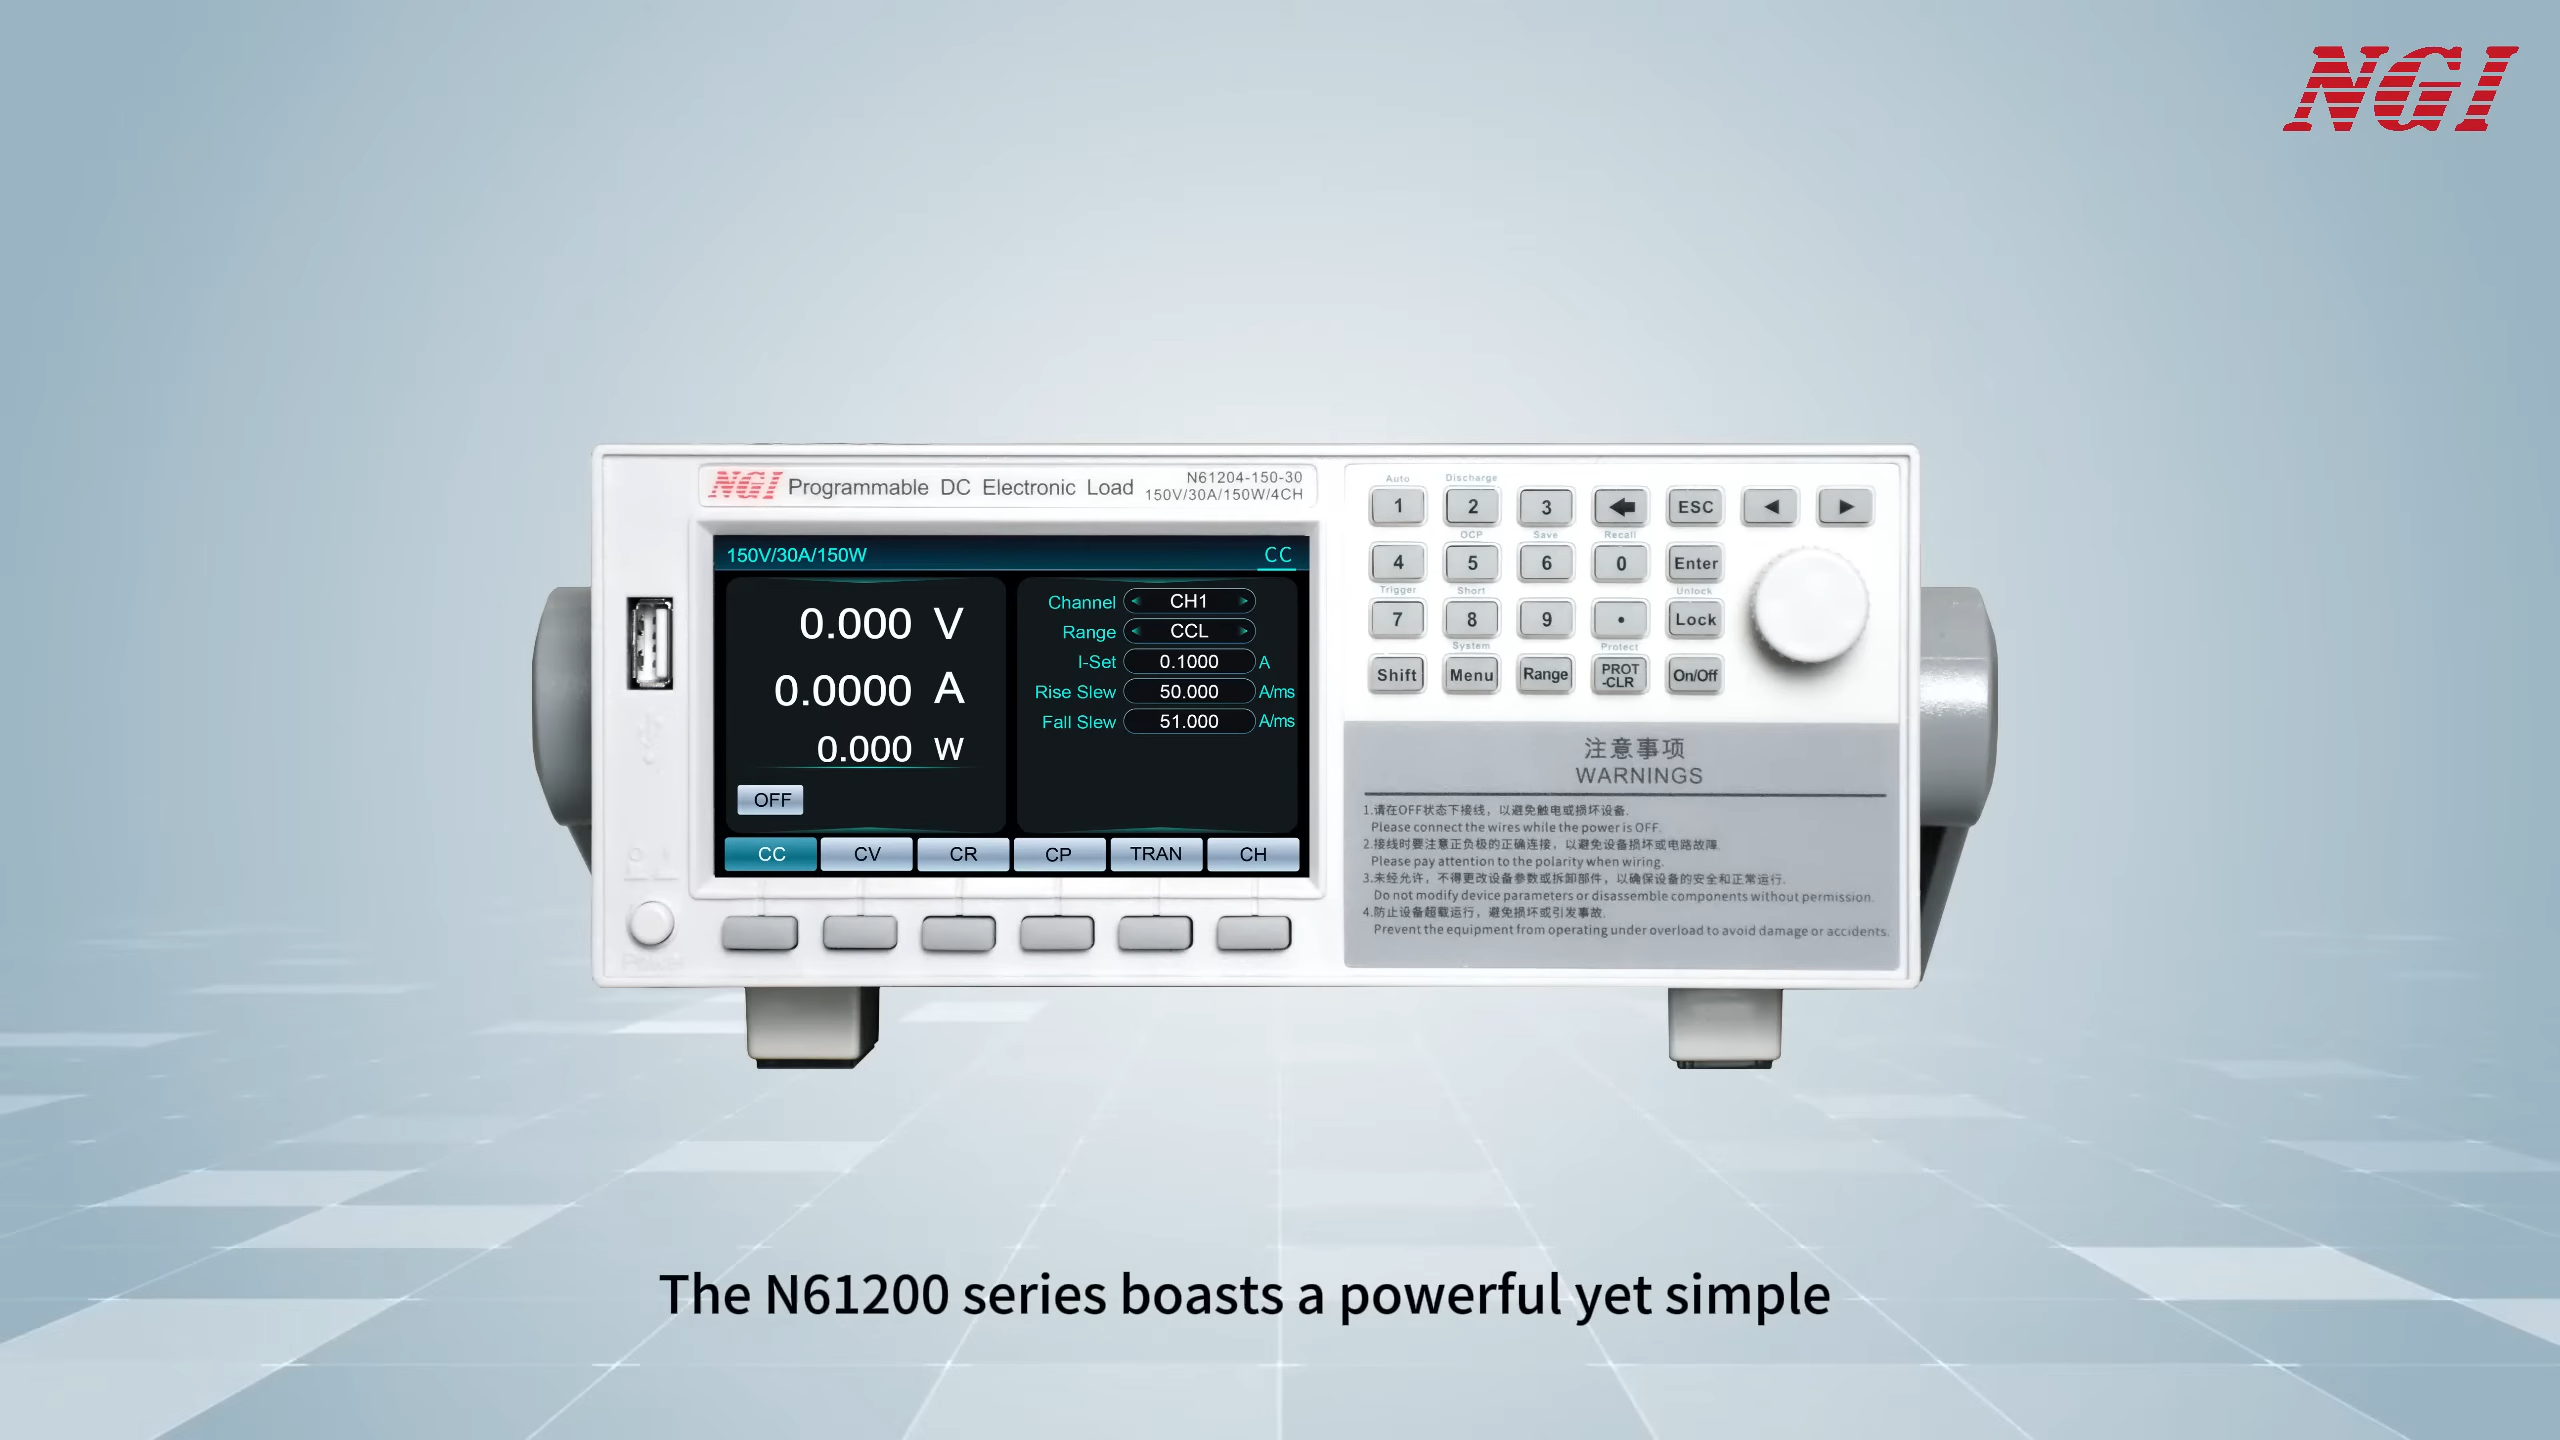 NGI
NGI Programmable DC Electronic Load
N61204-150-30
150V/30A/150W/4CH
150V/30A/150W
CC
0.000 V
0.0000 A
0.000 W
OFF
Channel CH1
Range CCL
I-Set 0.1000 A
Rise Slew 50.000 A/ms
Fall Slew 51.000 A/ms
CC CV CR CP TRAN CH
Auto Discharge
1 2 3 ESC
OCP Save Recall
4 5 6 0 Enter
Trigger Short Unlock
7 8 9 . Lock
System Protect
Shift Menu Range PROT-CLR On/Off
注意事项
WARNINGS
1.请在OFF状态下接线，以避免触电或损坏设备.
Please connect the wires while the power is OFF.
2.接线时要注意正负极的正确连接，以避免设备损坏或电路故障.
Please pay attention to the polarity when wiring.
3.未经允许，不得更改设备参数或拆卸部件，以确保设备的安全和正常运行.
Do not modify device parameters or disassemble components without permission.
4.防止设备超载运行，避免损坏或引发事故.
Prevent the equipment from operating under overload to avoid damage or accidents.
Power
The N61200 series boasts a powerful yet simple